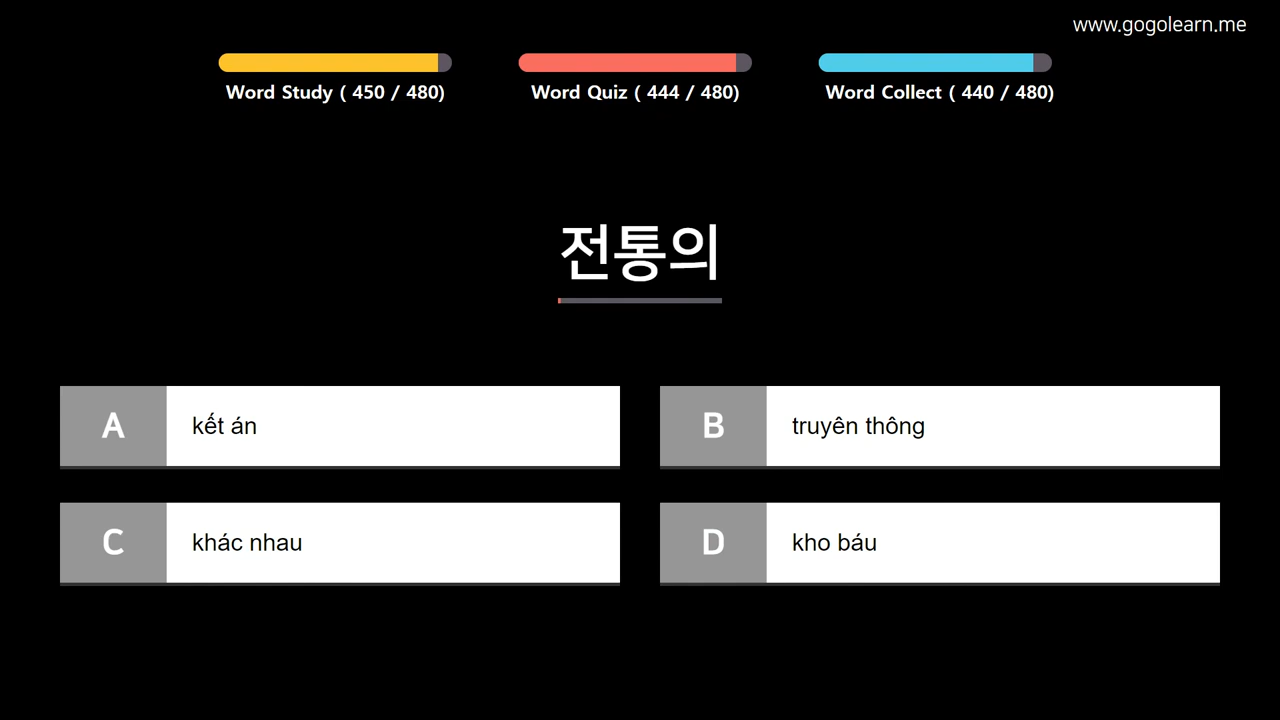 www.gogolearn.me
Word Study ( 450 / 480)
Word Quiz ( 444 / 480)
Word Collect ( 440 / 480)
전통의
A
kết án
B
truyên thông
C
khác nhau
D
kho báu